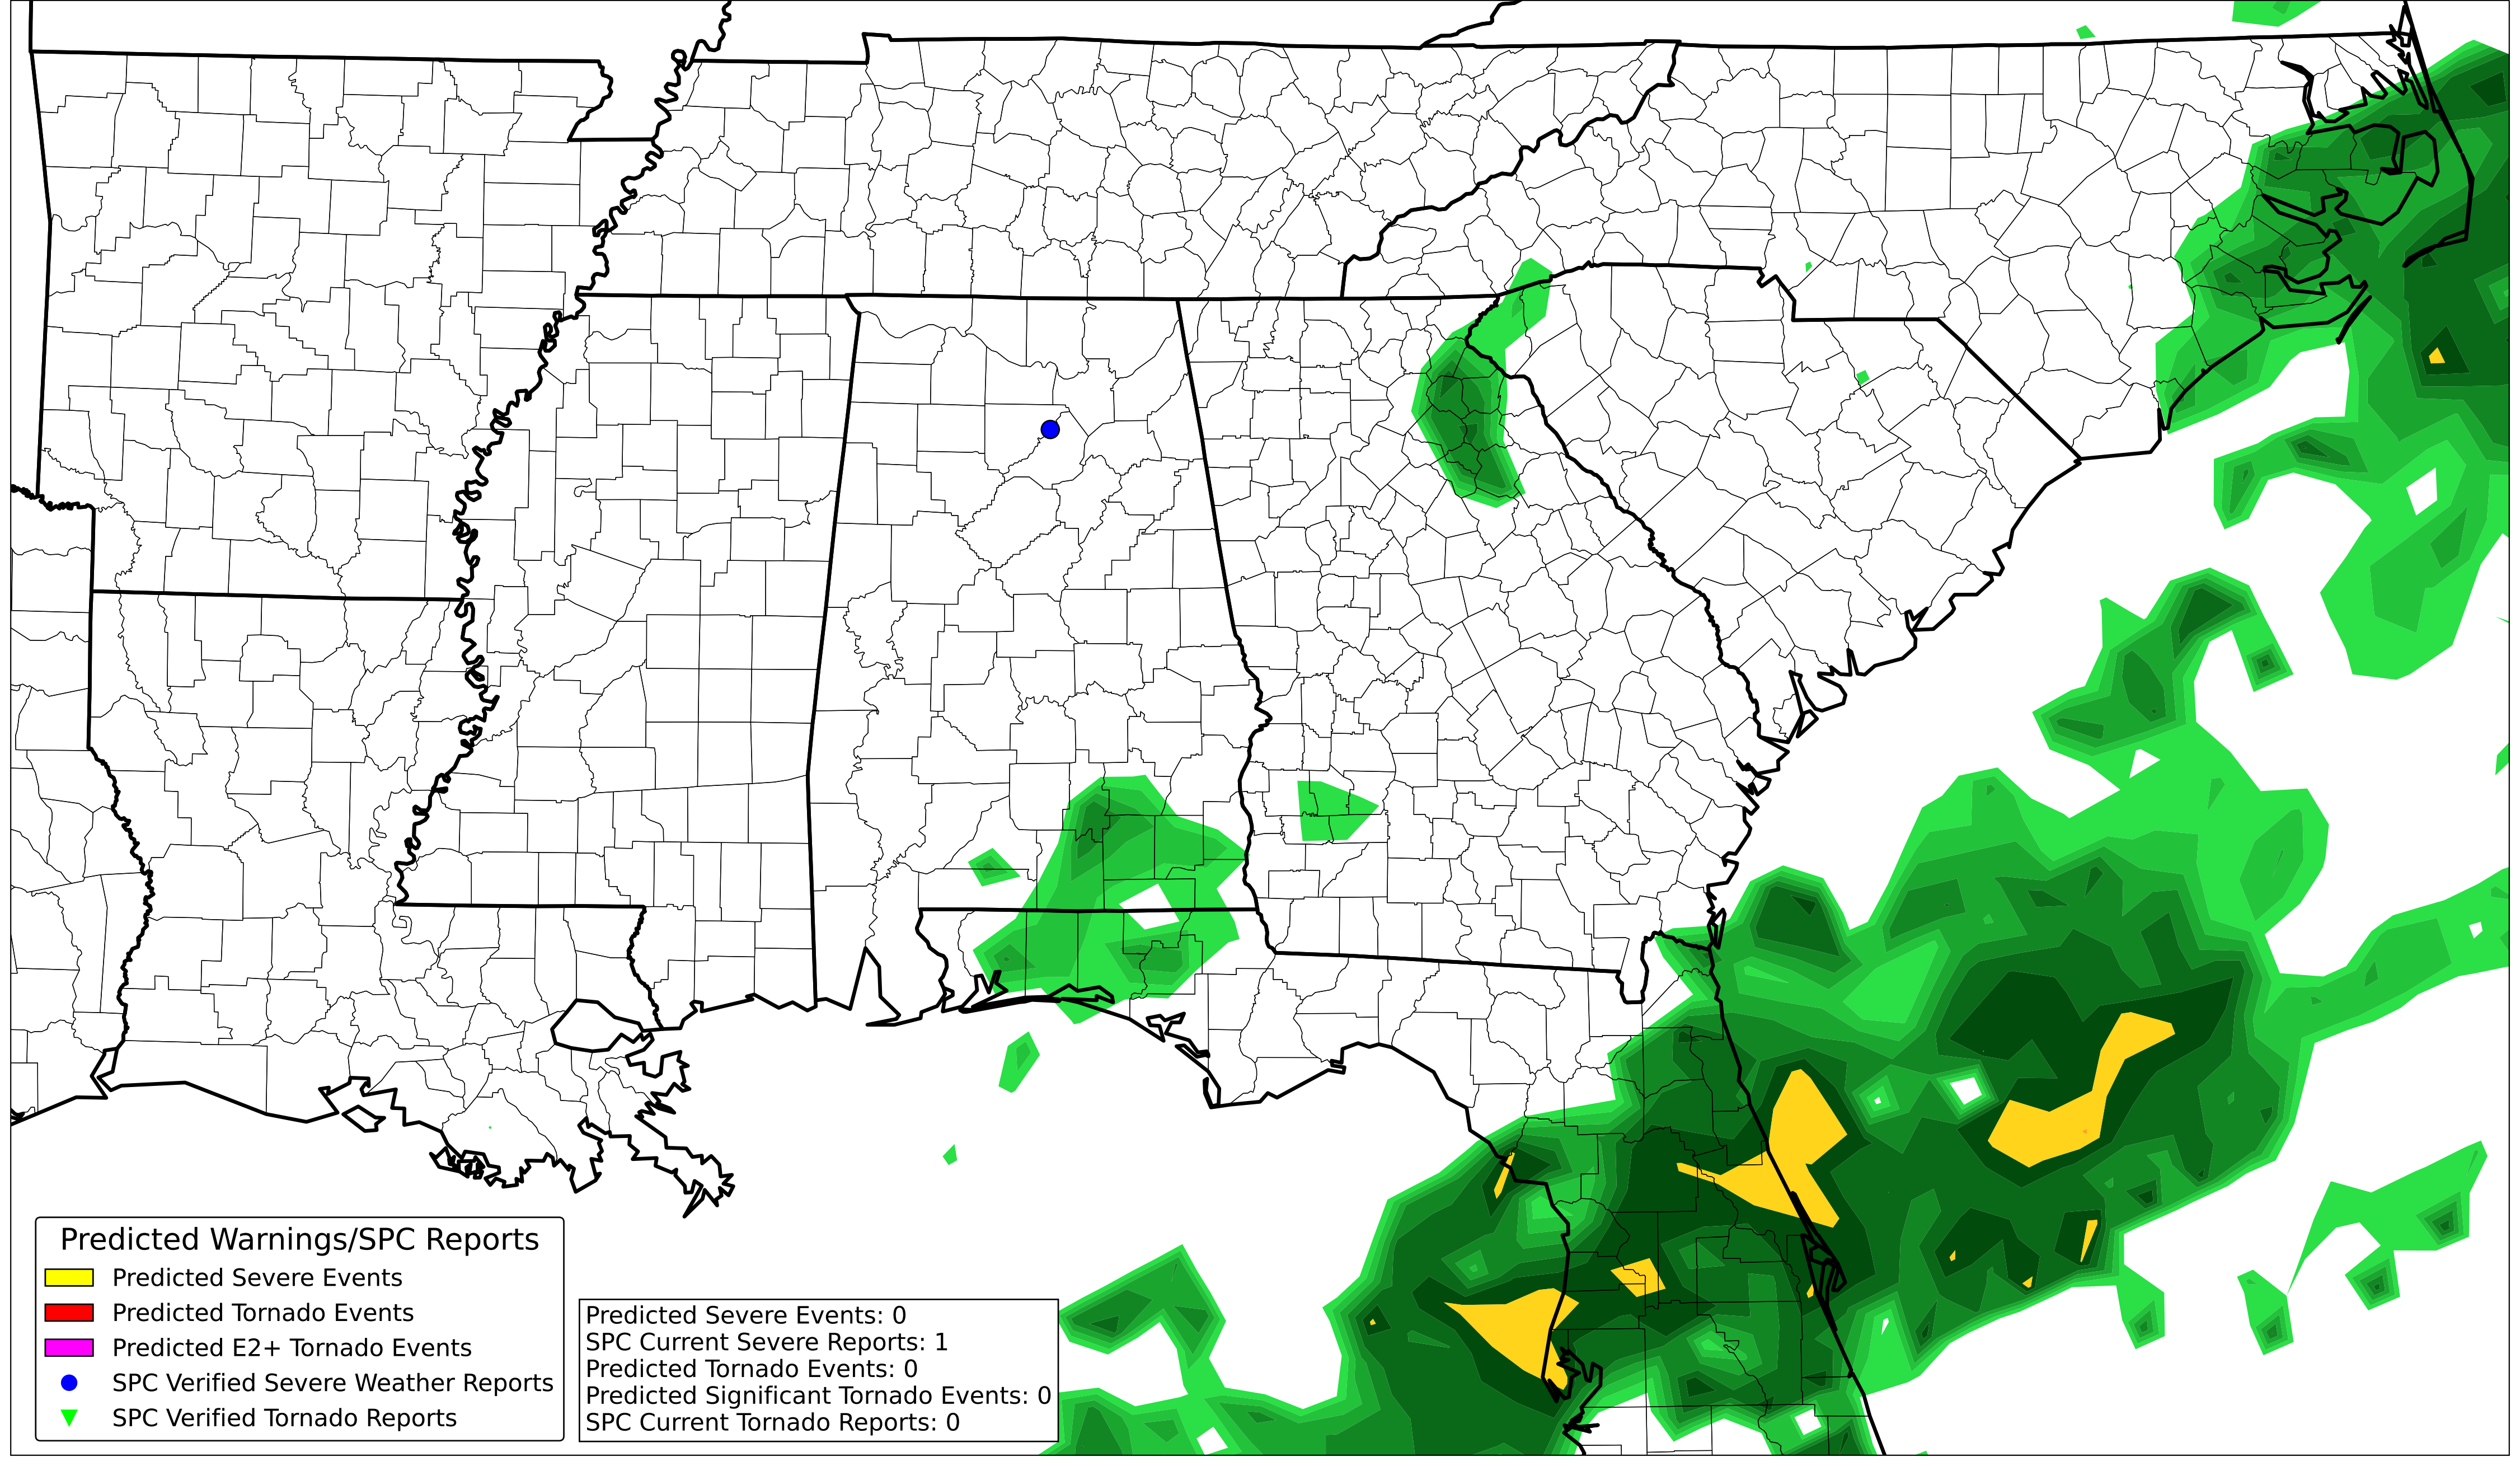 Predicted Warnings/SPC Reports
Predicted Severe Events
Predicted Tornado Events
Predicted E2+ Tornado Events
SPC Verified Severe Weather Reports
SPC Verified Tornado Reports
Predicted Severe Events: 0
SPC Current Severe Reports: 1
Predicted Tornado Events: 0
Predicted Significant Tornado Events: 0
SPC Current Tornado Reports: 0